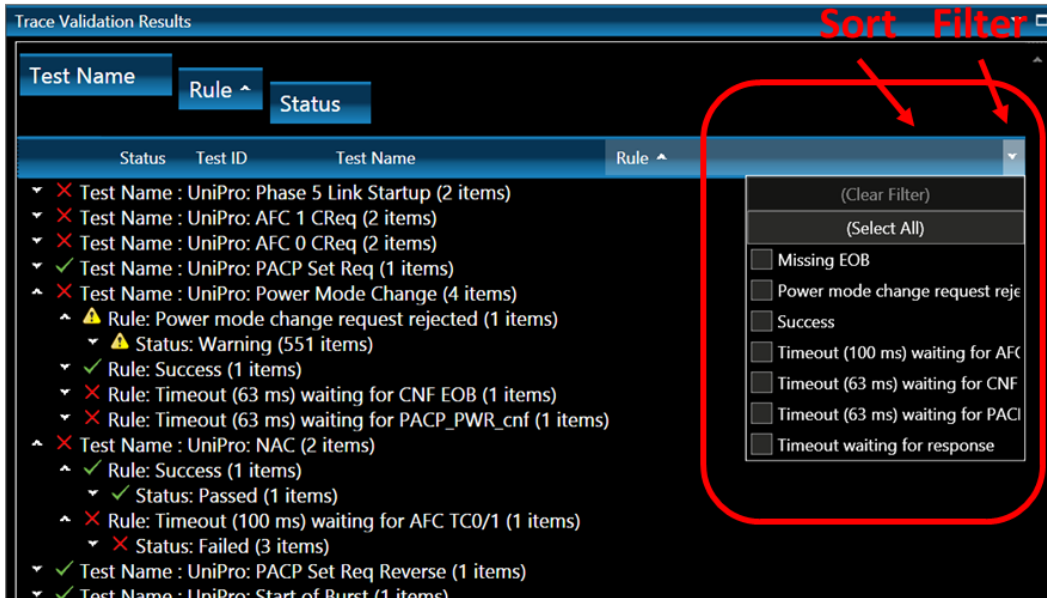 Trace Validation Results
Sort Filter
Test Name
Rule
Status
Status Test ID Test Name Rule
Test Name : UniPro: Phase 5 Link Startup (2 items)
Test Name : UniPro: AFC 1 CReq (2 items)
Test Name : UniPro: AFC 0 CReq (2 items)
Test Name : UniPro: PACP Set Req (1 items)
Test Name : UniPro: Power Mode Change (4 items)
Rule: Power mode change request rejected (1 items)
Status: Warning (551 items)
Rule: Success (1 items)
Rule: Timeout (63 ms) waiting for CNF EOB (1 items)
Rule: Timeout (63 ms) waiting for PACP_PWR_cnf (1 items)
Test Name : UniPro: NAC (2 items)
Rule: Success (1 items)
Status: Passed (1 items)
Rule: Timeout (100 ms) waiting for AFC TC0/1 (1 items)
Status: Failed (3 items)
Test Name : UniPro: PACP Set Req Reverse (1 items)
Test Name : UniPro: Start of Burst (1 items)
(Clear Filter)
(Select All)
Missing EOB
Power mode change request reje
Success
Timeout (100 ms) waiting for AFC
Timeout (63 ms) waiting for CNF
Timeout (63 ms) waiting for PACI
Timeout waiting for response